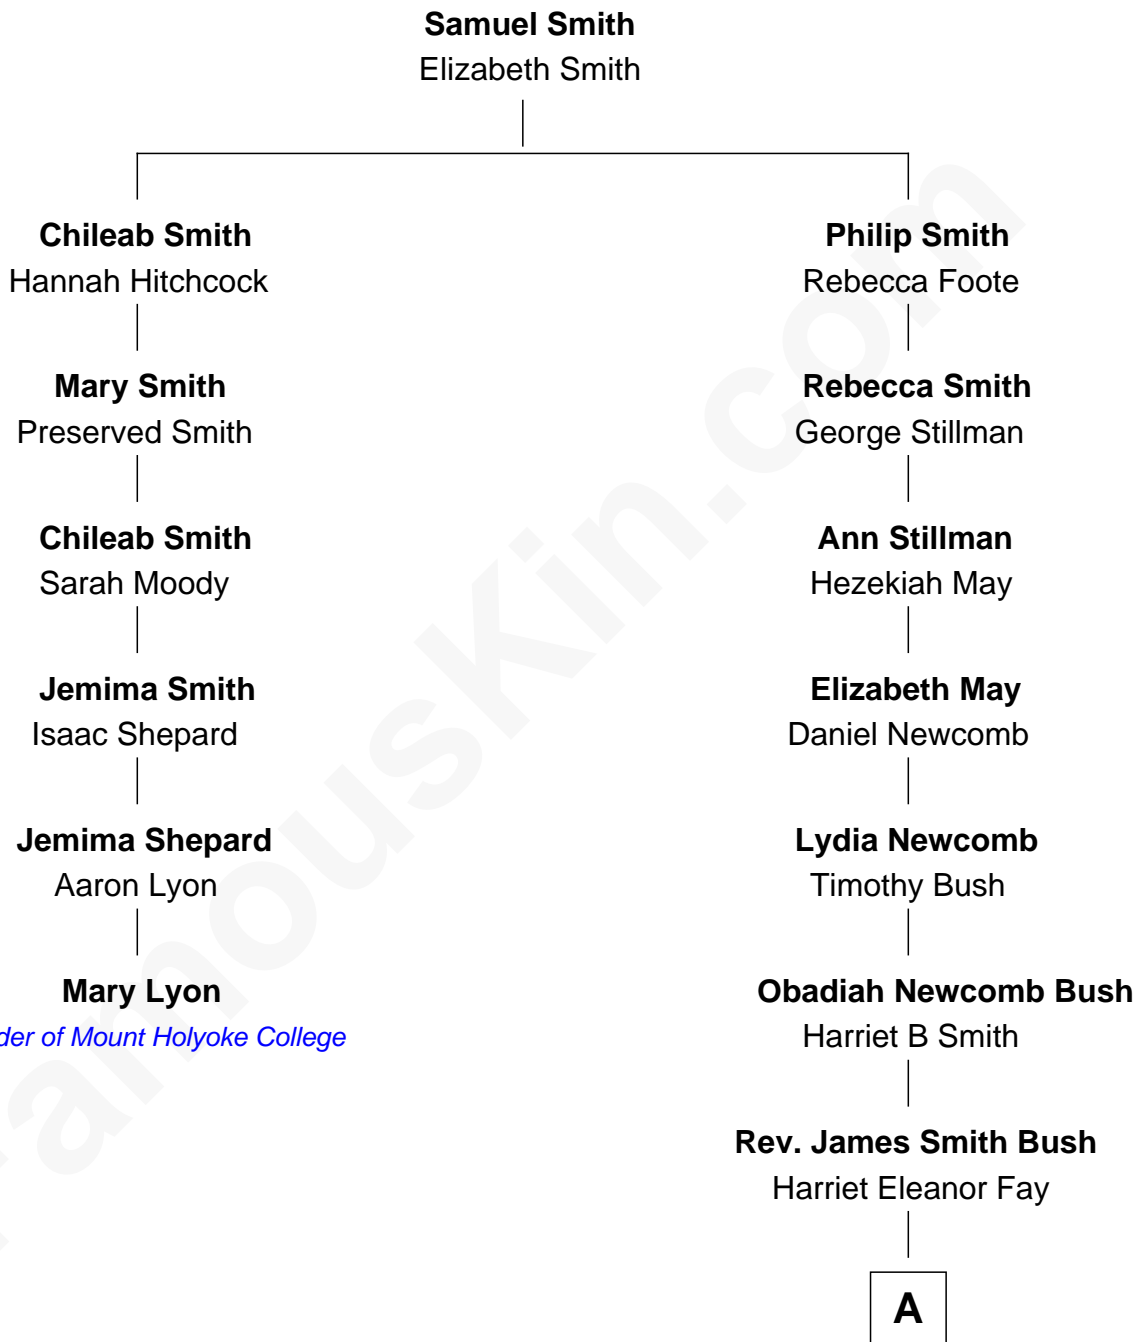 Samuel Smith
Elizabeth Smith
Chileab Smith
Hannah Hitchcock
Philip Smith
Rebecca Foote
Mary Smith
Preserved Smith
Rebecca Smith
George Stillman
Chileab Smith
Sarah Moody
Ann Stillman
Hezekiah May
Jemima Smith
Isaac Shepard
Elizabeth May
Daniel Newcomb
Jemima Shepard
Aaron Lyon
Lydia Newcomb
Timothy Bush
Mary Lyon
der of Mount Holyoke College
Obadiah Newcomb Bush
Harriet B Smith
Rev. James Smith Bush
Harriet Eleanor Fay
A
FamousKin.com